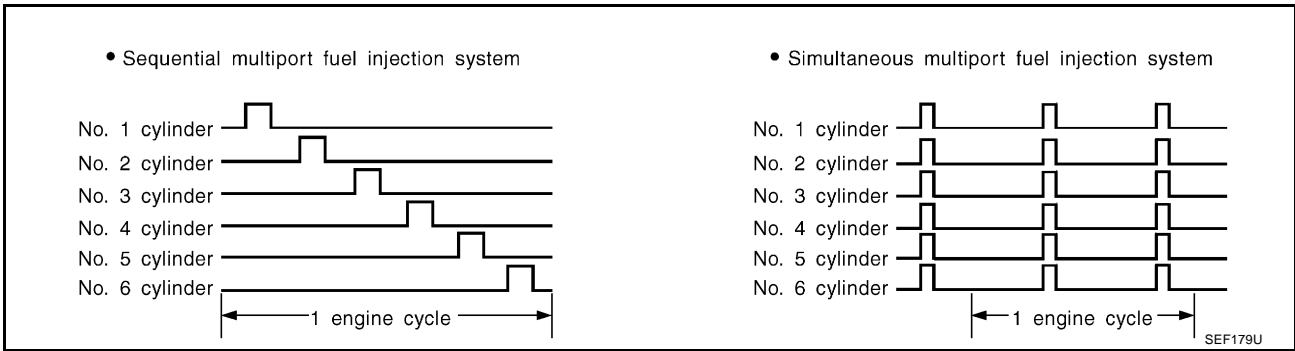 • Sequential multiport fuel injection system
No. 1 cylinder
No. 2 cylinder
No. 3 cylinder
No. 4 cylinder
No. 5 cylinder
No. 6 cylinder
1 engine cycle
• Simultaneous multiport fuel injection system
No. 1 cylinder
No. 2 cylinder
No. 3 cylinder
No. 4 cylinder
No. 5 cylinder
No. 6 cylinder
1 engine cycle
SEF179U